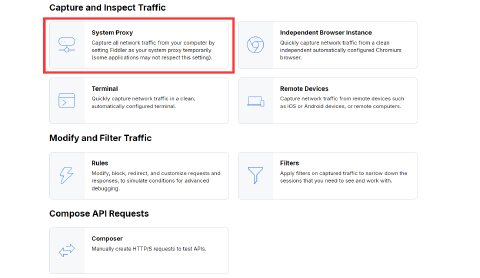 Capture and Inspect Traffic
System Proxy
Capture all network traffic from your computer by
setting Fiddler as your system proxy temporarily
(some applications may not respect this setting).
Independent Browser Instance
Quickly capture network traffic from a clean
independent automatically configured Chromium
browser.
Terminal
Quickly capture network traffic in a clean,
automatically configured terminal.
Remote Devices
Capture network traffic from remote devices such
as iOS or Android devices, or remote computers.
Modify and Filter Traffic
Rules
Modify, block, redirect, and customize requests and
responses, to simulate conditions for advanced
debugging.
Filters
Apply filters on captured traffic to narrow down the
sessions that you need to see and work with.
Compose API Requests
Composer
Manually create HTTP/S requests to test APIs.